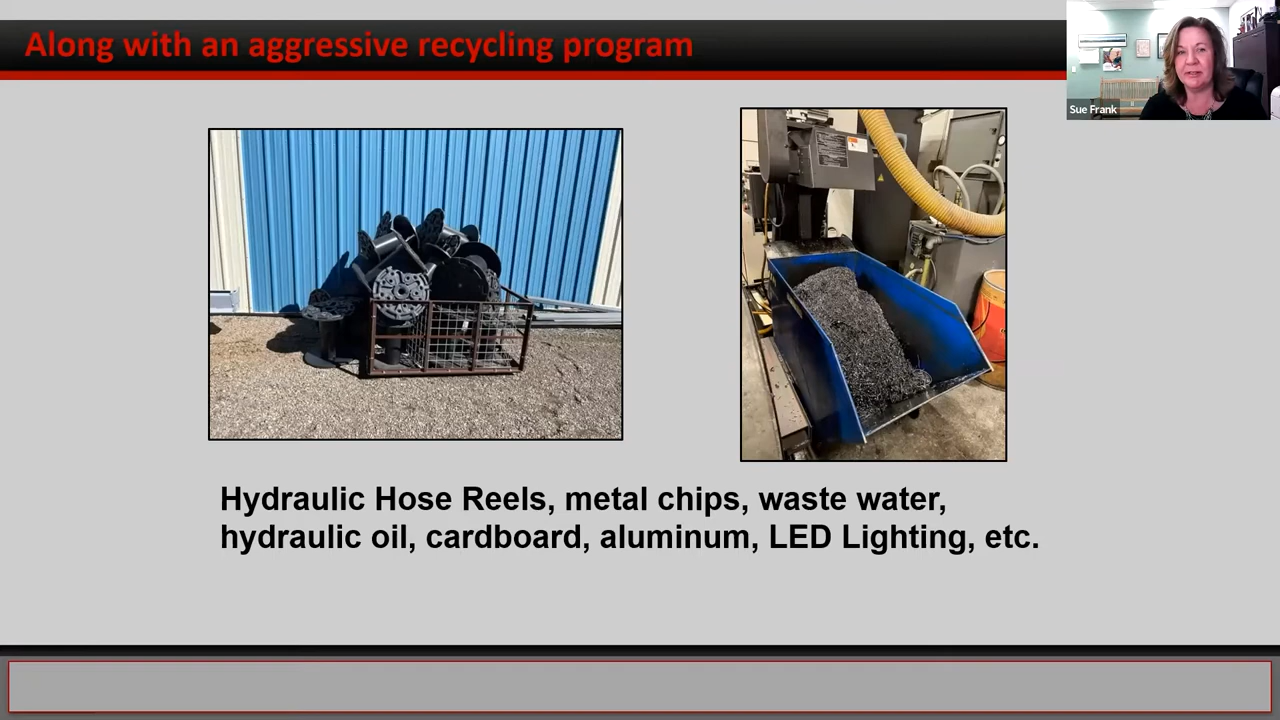 Along with an aggressive recycling program
Sue Frank
Hydraulic Hose Reels, metal chips, waste water,
hydraulic oil, cardboard, aluminum, LED Lighting, etc.